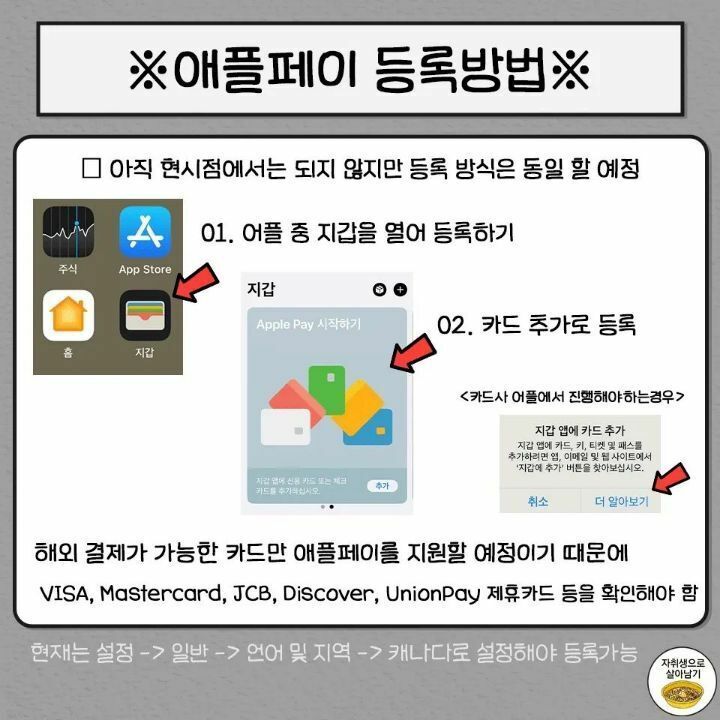 ※애플페이 등록방법※
□ 아직 현시점에서는 되지 않지만 등록 방식은 동일 할 예정
01. 어플 중 지갑을 열어 등록하기
주식
App Store
홈
지갑
지갑
Apple Pay 시작하기
지갑 앱에 신용 카드 또는 체크
카드를 추가하십시오.
추가
02. 카드 추가로 등록
<카드사 어플에서 진행해야하는경우>
지갑 앱에 카드 추가
지갑 앱에 카드, 키, 티켓 및 패스를
추가하려면 앱, 이메일 및 웹 사이트에서
'지갑에 추가' 버튼을 찾아보십시오.
취소
더 알아보기
해외 결제가 가능한 카드만 애플페이를 지원할 예정이기 때문에
VISA, Mastercard, JCB, Discover, UnionPay 제휴카드 등을 확인해야 함
현재는 설정 -> 일반 -> 언어 및 지역 -> 캐나다로 설정해야 등록가능
자취생으로
살아남기